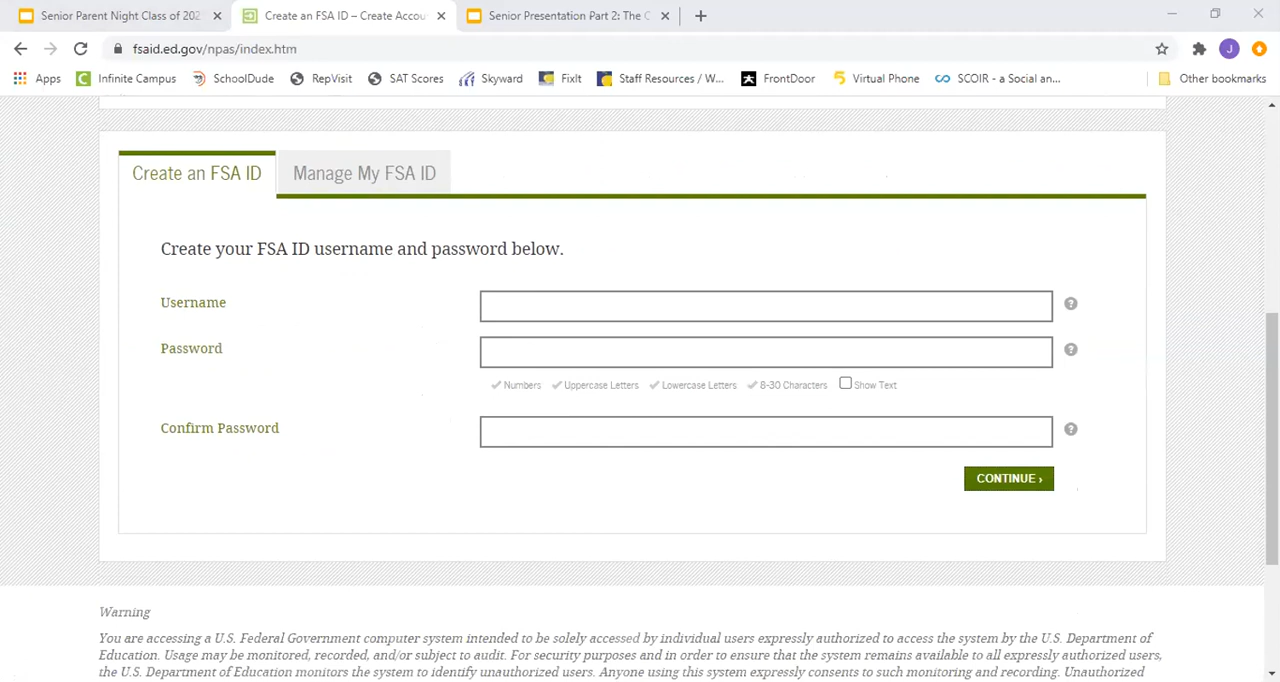 Senior Parent Night Class of 202
Create an FSA ID – Create Accou
Senior Presentation Part 2: The C
fsaid.ed.gov/npas/index.htm
J
Apps Infinite Campus SchoolDude RepVisit SAT Scores Skyward FixIt Staff Resources / W... FrontDoor Virtual Phone SCOIR - a Social an... Other bookmarks
Create an FSA ID Manage My FSA ID
Create your FSA ID username and password below.
Username
Password
Numbers Uppercase Letters Lowercase Letters 8-30 Characters Show Text
Confirm Password
CONTINUE ›
Warning
You are accessing a U.S. Federal Government computer system intended to be solely accessed by individual users expressly authorized to access the system by the U.S. Department of
Education. Usage may be monitored, recorded, and/or subject to audit. For security purposes and in order to ensure that the system remains available to all expressly authorized users,
the U.S. Department of Education monitors the system to identify unauthorized users. Anyone using this system expressly consents to such monitoring and recording. Unauthorized